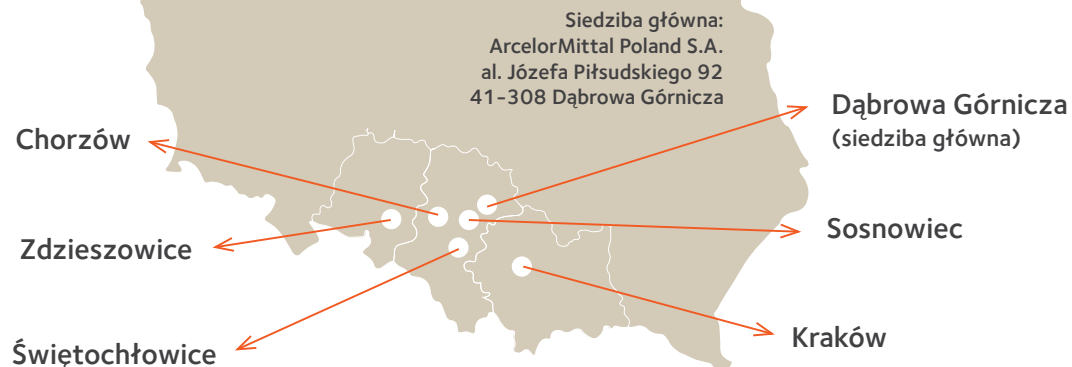 Siedziba główna:
ArcelorMittal Poland S.A.
al. Józefa Piłsudskiego 92
41-308 Dąbrowa Górnicza
Dąbrowa Górnicza
(siedziba główna)
Chorzów
Sosnowiec
Zdzieszowice
Kraków
Świętochłowice